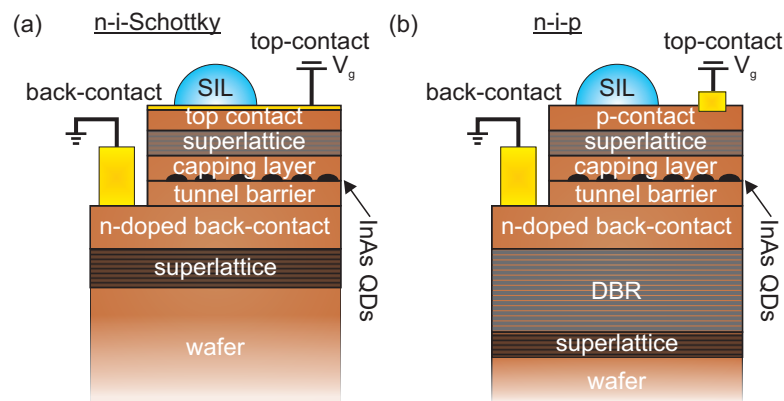 (a)
n-i-Schottky
top-contact
V_g
back-contact
SIL
top contact
superlattice
capping layer
tunnel barrier
n-doped back-contact
superlattice
wafer
InAs QDs
(b)
n-i-p
top-contact
V_g
back-contact
SIL
p-contact
superlattice
capping layer
tunnel barrier
n-doped back-contact
DBR
superlattice
wafer
InAs QDs